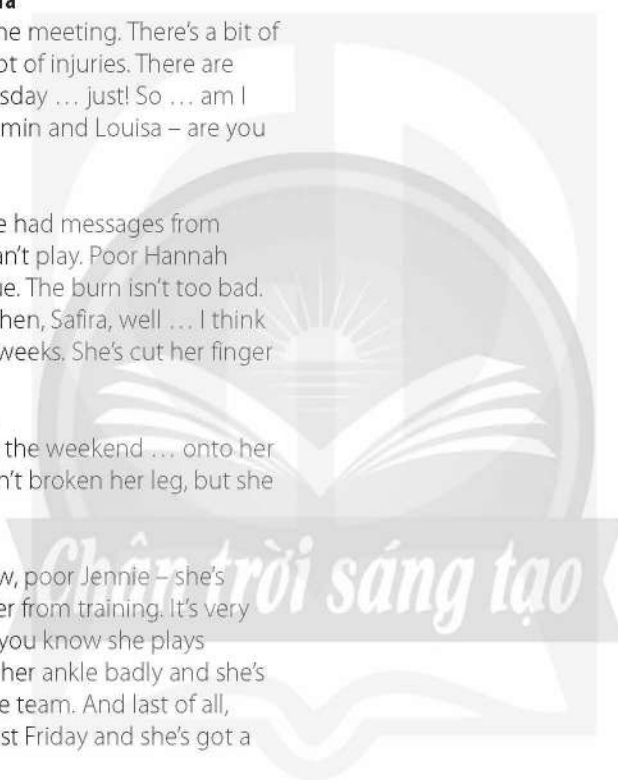 ne meeting. There’s a bit of
ot of injuries. There are
sday … just! So … am I
min and Louisa – are you
e had messages from
an’t play. Poor Hannah
ue. The burn isn’t too bad.
hen, Safira, well … I think
weeks. She’s cut her finger
the weekend … onto her
n’t broken her leg, but she
Chân trời sáng tạo
w, poor Jennie – she’s
er from training. It’s very
you know she plays
her ankle badly and she’s
e team. And last of all,
st Friday and she’s got a